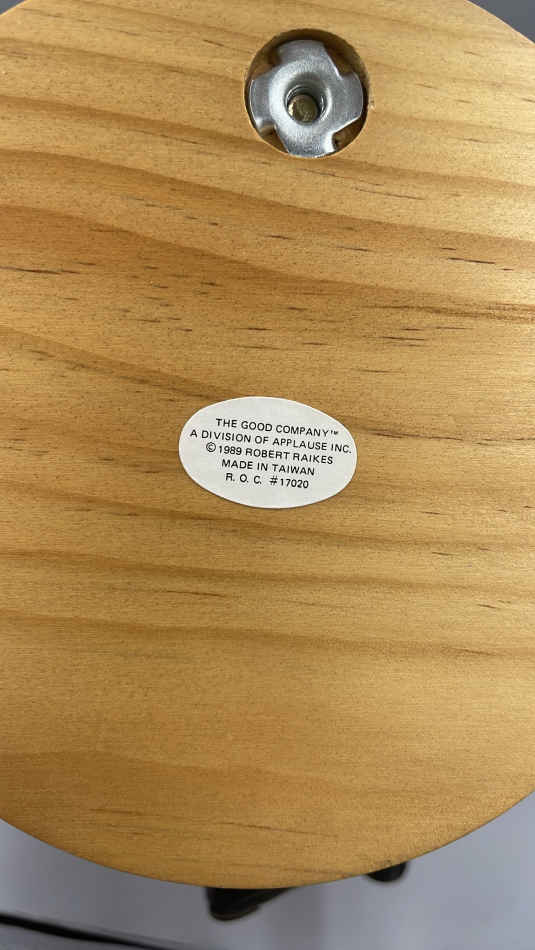 THE GOOD COMPANY™
A DIVISION OF APPLAUSE INC.
©1989 ROBERT RAIKES
MADE IN TAIWAN
R. O. C. #17020